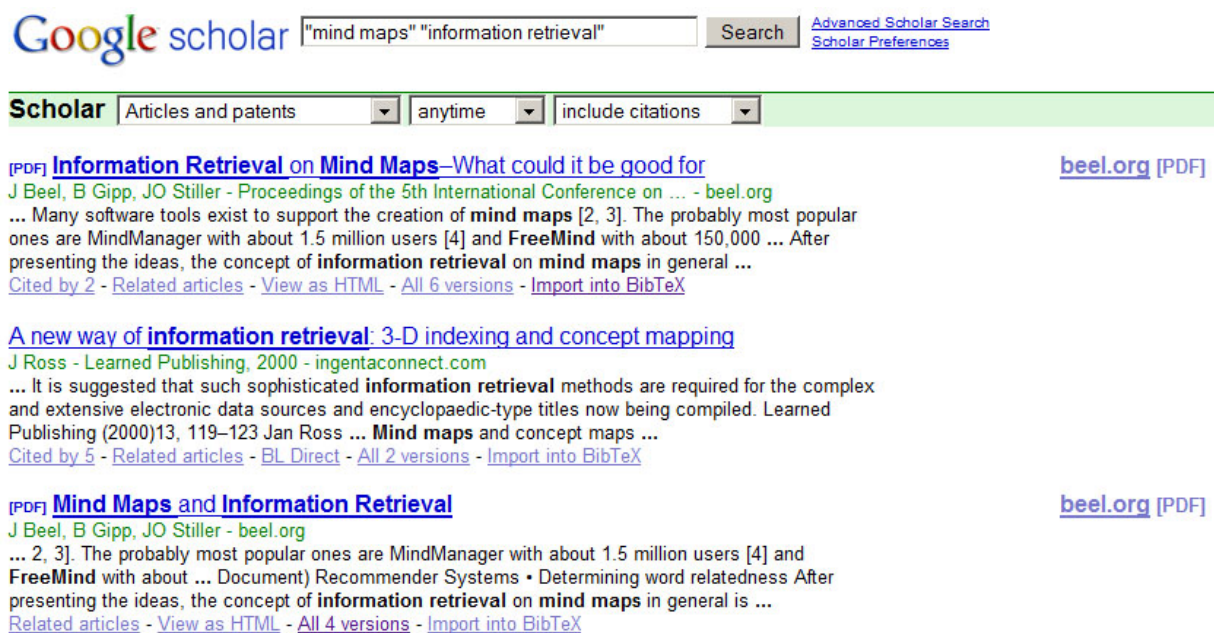 Google scholar "mind maps" "information retrieval" Search Advanced Scholar Search
Scholar Preferences
Scholar Articles and patents anytime include citations
[PDF] Information Retrieval on Mind Maps–What could it be good for beel.org [PDF]
J Beel, B Gipp, JO Stiller - Proceedings of the 5th International Conference on ... - beel.org
... Many software tools exist to support the creation of mind maps [2, 3]. The probably most popular
ones are MindManager with about 1.5 million users [4] and FreeMind with about 150,000 ... After
presenting the ideas, the concept of information retrieval on mind maps in general ...
Cited by 2 - Related articles - View as HTML - All 6 versions - Import into BibTeX
A new way of information retrieval: 3-D indexing and concept mapping
J Ross - Learned Publishing, 2000 - ingentaconnect.com
... It is suggested that such sophisticated information retrieval methods are required for the complex
and extensive electronic data sources and encyclopaedic-type titles now being compiled. Learned
Publishing (2000)13, 119–123 Jan Ross ... Mind maps and concept maps ...
Cited by 5 - Related articles - BL Direct - All 2 versions - Import into BibTeX
[PDF] Mind Maps and Information Retrieval beel.org [PDF]
J Beel, B Gipp, JO Stiller - beel.org
... 2, 3]. The probably most popular ones are MindManager with about 1.5 million users [4] and
FreeMind with about ... Document) Recommender Systems • Determining word relatedness After
presenting the ideas, the concept of information retrieval on mind maps in general is ...
Related articles - View as HTML - All 4 versions - Import into BibTeX